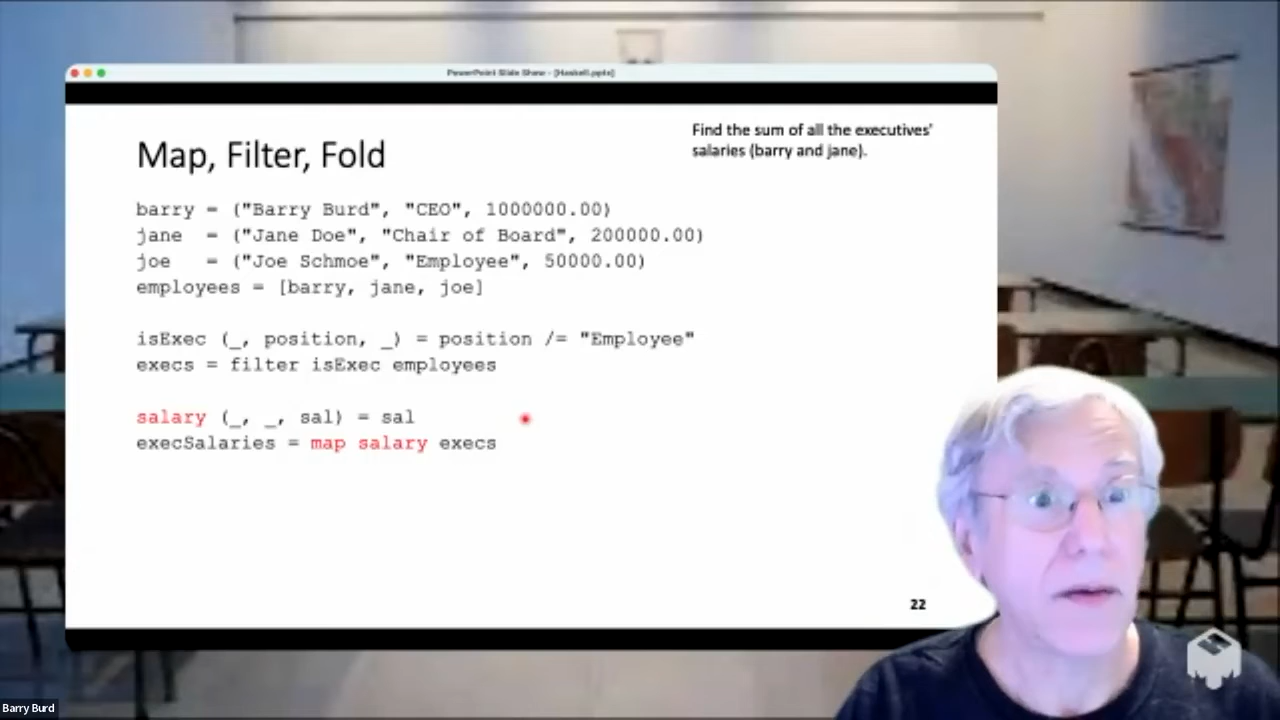 PowerPoint Slide Show - [Haskell.pptx]
Find the sum of all the executives'
salaries (barry and jane).
Map, Filter, Fold
barry = ("Barry Burd", "CEO", 1000000.00)
jane  = ("Jane Doe", "Chair of Board", 200000.00)
joe   = ("Joe Schmoe", "Employee", 50000.00)
employees = [barry, jane, joe]
isExec (_, position, _) = position /= "Employee"
execs = filter isExec employees
salary (_, _, sal) = sal
execSalaries = map salary execs
22
Barry Burd